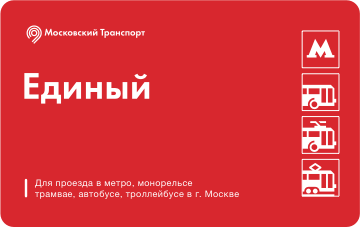 Московский Транспорт
Единый
Для проезда в метро, монорельсе
трамвае, автобусе, троллейбусе в г. Москве